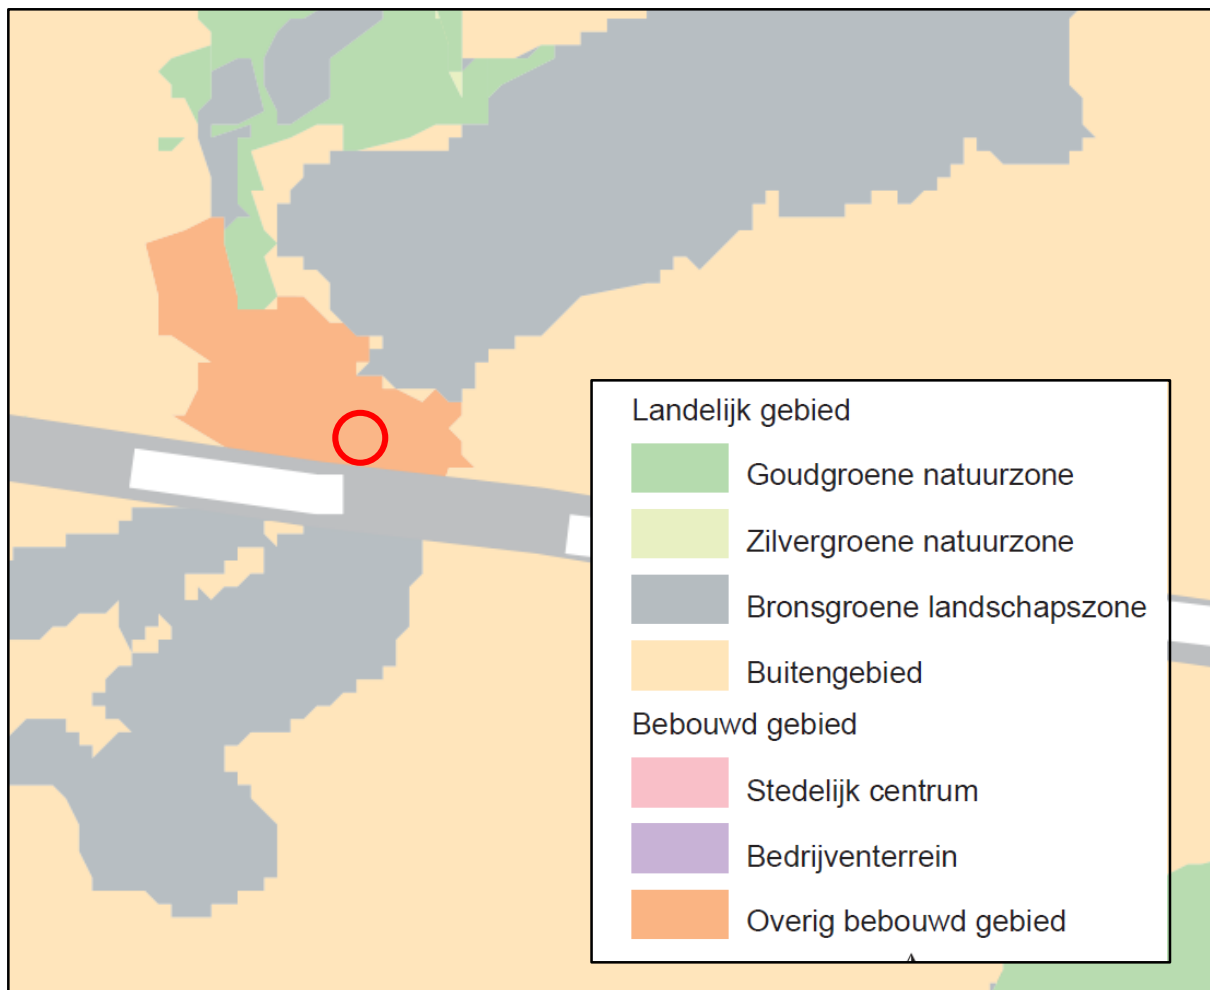 Landelijk gebied
Goudgroene natuurzone
Zilvergroene natuurzone
Bronsgroene landschapszone
Buitengebied
Bebouwd gebied
Stedelijk centrum
Bedrijventerrein
Overig bebouwd gebied